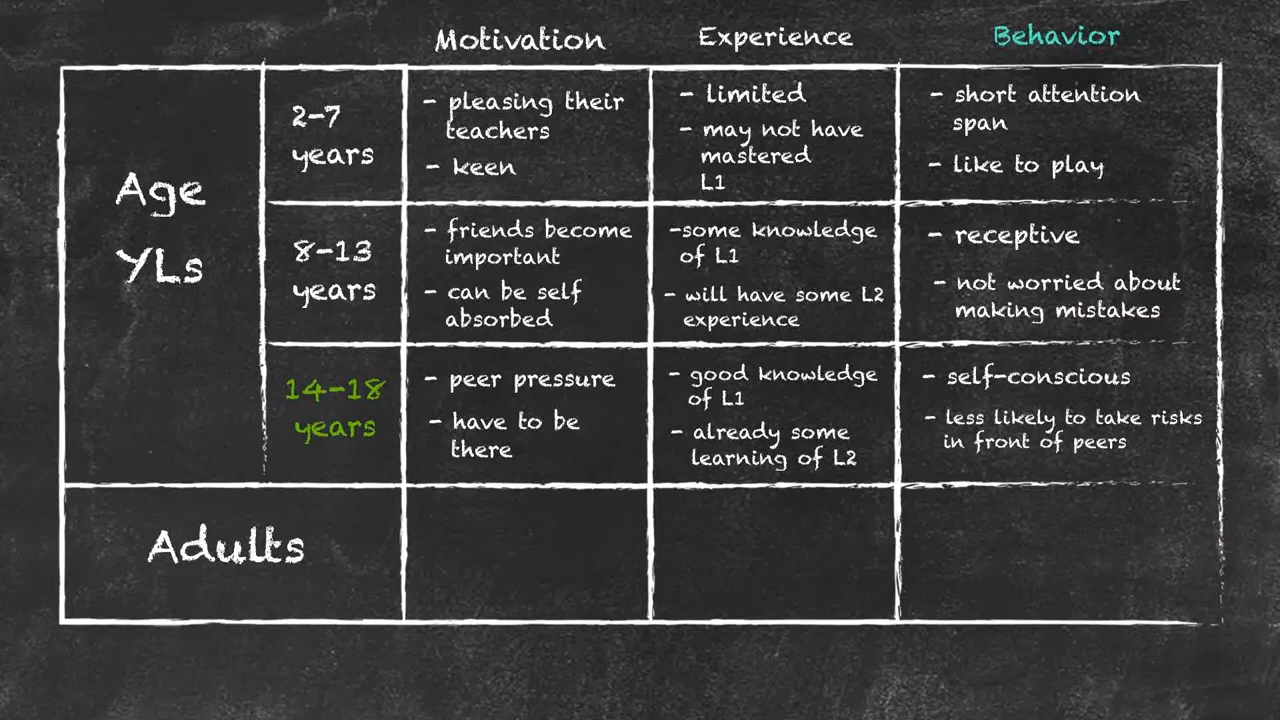 Motivation
Experience
Behavior
Age
YLs
2-7
years
- pleasing their
teachers
- keen
- limited
- may not have
mastered
L1
- short attention
span
- like to play
8-13
years
- friends become
important
- can be self
absorbed
-some knowledge
of L1
- will have some L2
experience
- receptive
- not worried about
making mistakes
14-18
years
- peer pressure
- have to be
there
- good knowledge
of L1
- already some
learning of L2
- self-conscious
- less likely to take risks
in front of peers
Adults